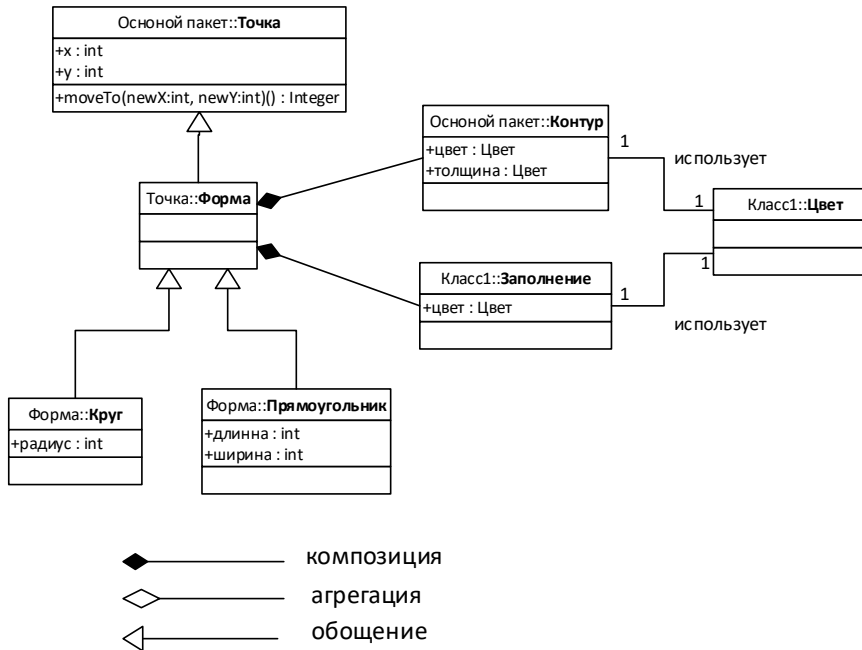 Осноной пакет::Точка
+x : int
+y : int
+moveTo(newX:int, newY:int)() : Integer
Осноной пакет::Контур
+цвет : Цвет
+толщина : Цвет
1
использует
Точка::Форма
1
Класс1::Цвет
Класс1::Заполнение
+цвет : Цвет
1
1
использует
Форма::Круг
+радиус : int
Форма::Прямоугольник
+длинна : int
+ширина : int
композиция
агрегация
обощение